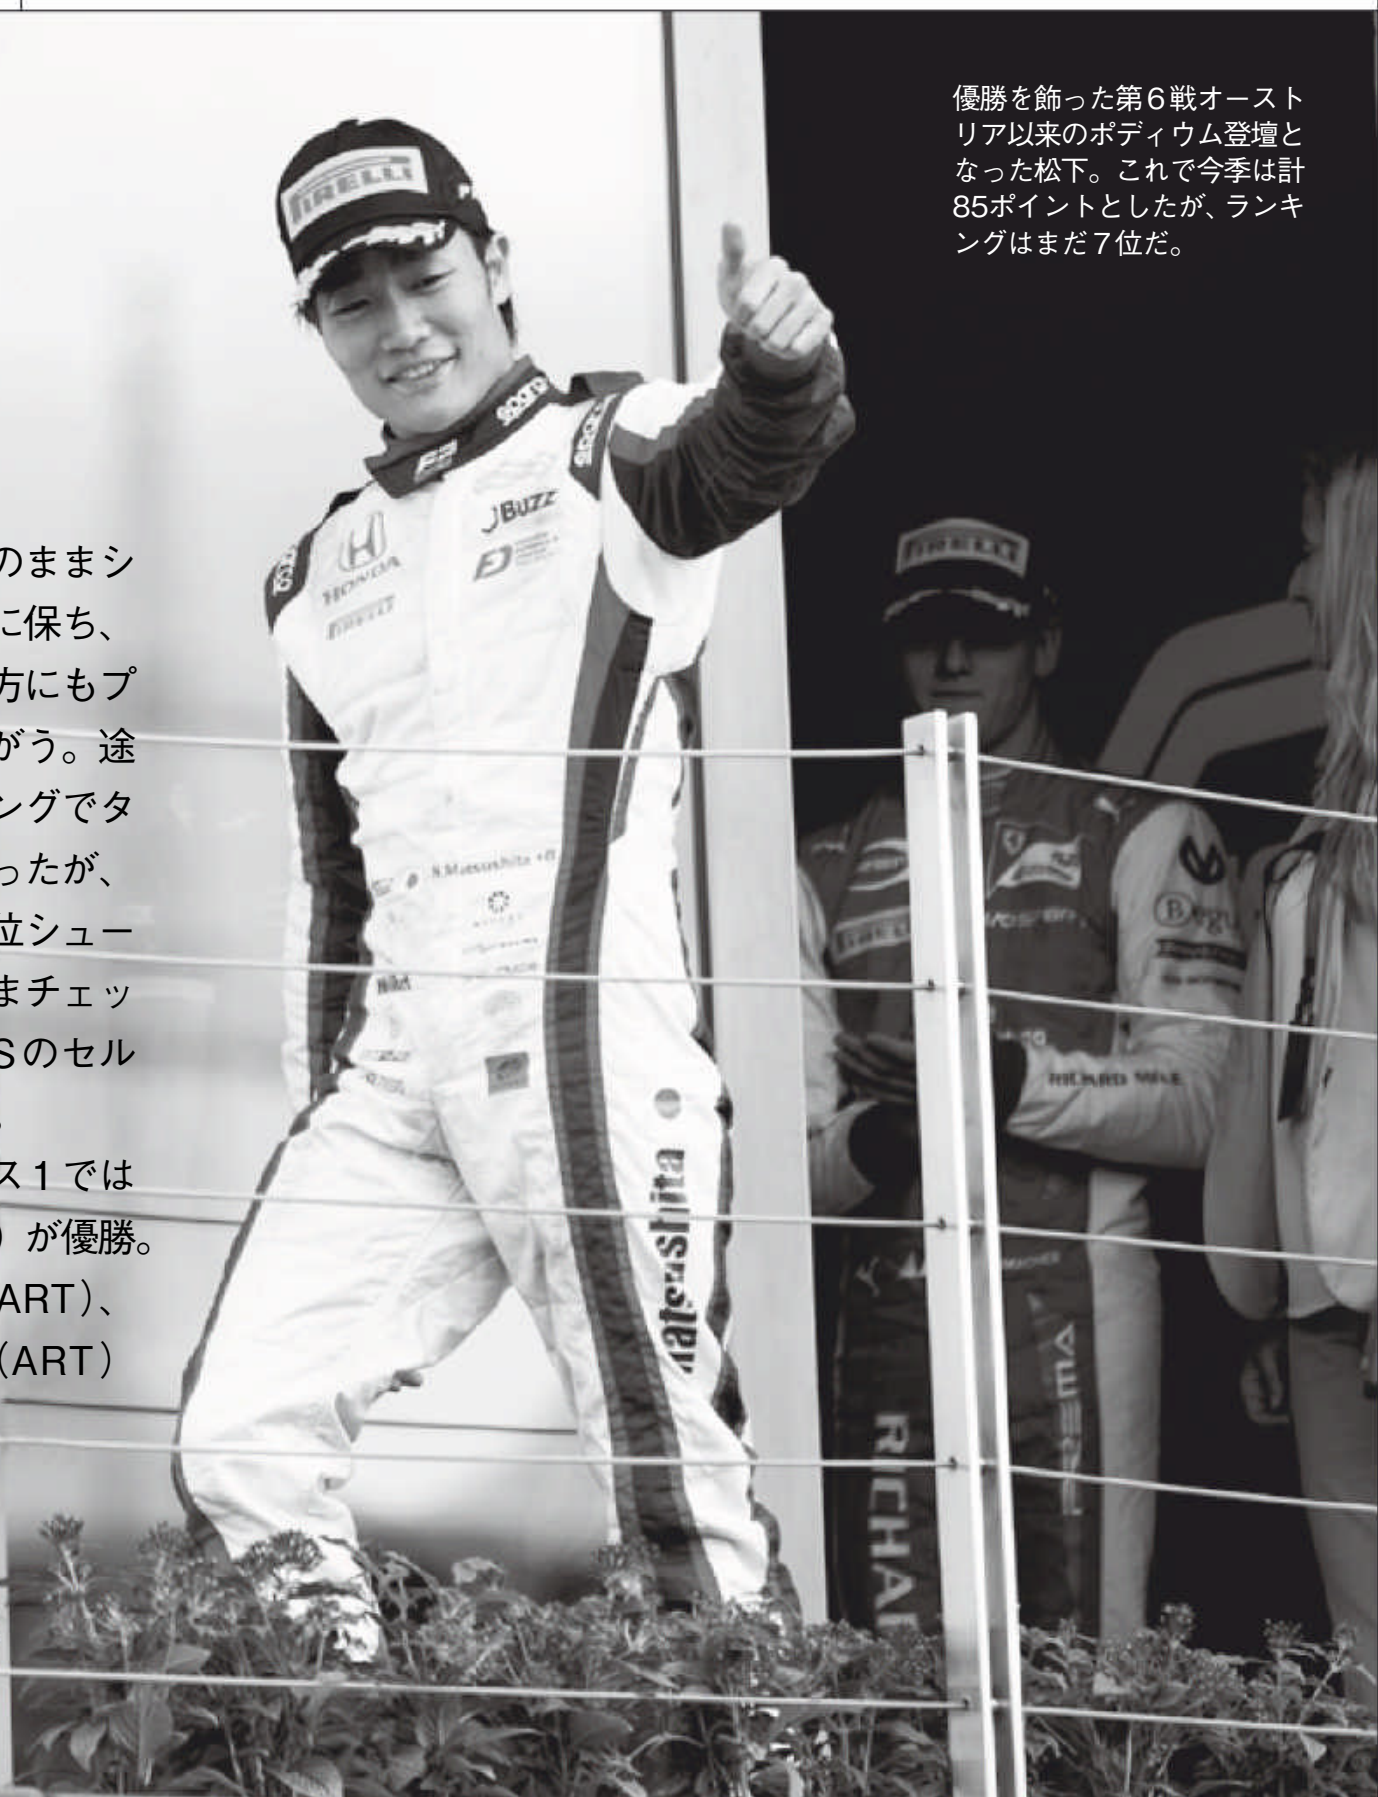 優勝を飾った第６戦オースト
リア以来のポディウム登壇と
なった松下。これで今季は計
85ポイントとしたが、ランキ
ングはまだ７位だ。
のままシ
に保ち、
方にもプ
がう。途
ングでタ
ったが、
位シュー
まチェッ
Sのセル
ス１では
）が優勝。
ART）、
（ART）
PIRELLI
sparco
sparco
F3
JBuzz
HONDA
PIRELLI
N.Matsushita
Matsushita
PIRELLI
PIRELLI
RICHARD MILLE
PREMA
RICHA